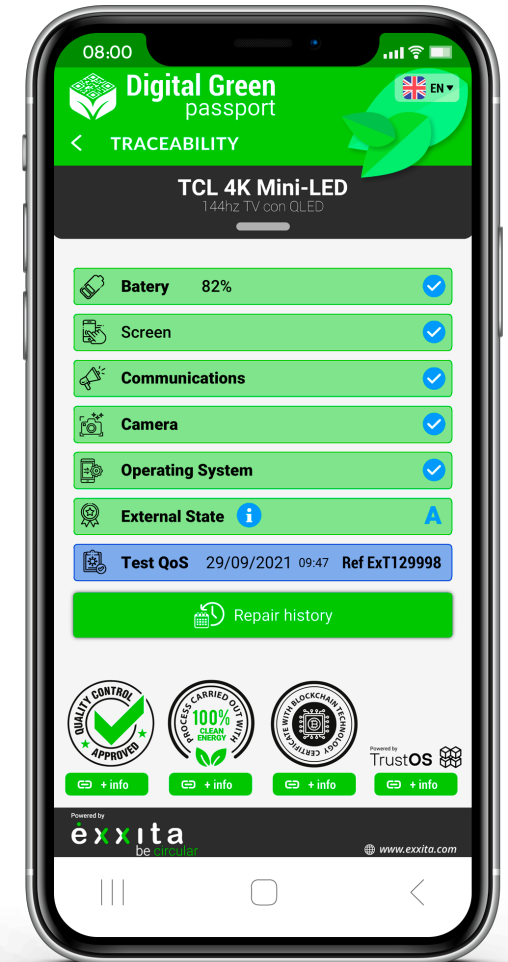 08:00
Digital Green
passport
EN
TRACEABILITY
TCL 4K Mini-LED
144hz TV con QLED
Batery 82%
Screen
Communications
Camera
Operating System
External State i A
Test QoS 29/09/2021 09:47 Ref ExT129998
Repair history
QUALITY CONTROL
APPROVED
PROCESS CARRIED OUT WITH
100%
CLEAN
ENERGY
CERTIFICATE WITH BLOCKCHAIN TECHNOLOGY
B
Powered by
TrustOS
+ info
+ info
+ info
+ info
Powered by
exxita
be circular
www.exxita.com